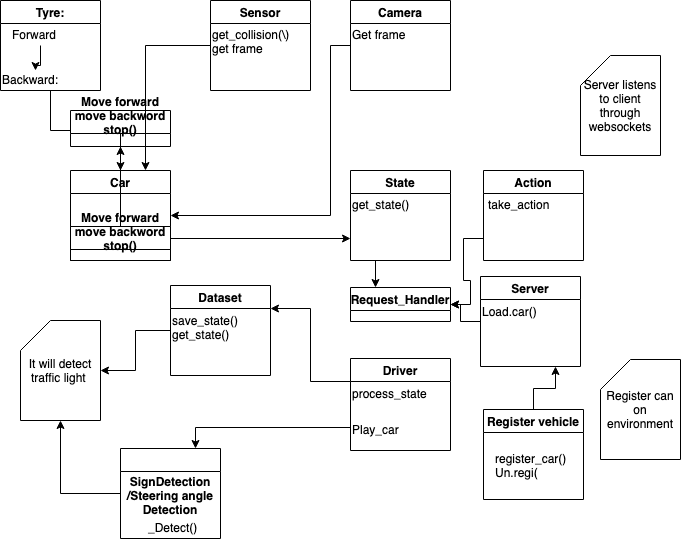 Tyre:
Forward
Backward:
Sensor
get_collision(\)
get frame
Camera
Get frame
Server listens
to client
through
websockets
Move forward
move backword
stop()
Car
Move forward
move backword
stop()
State
get_state()
Action
take_action
Request_Handler
Server
Load.car()
Dataset
save_state()
get_state()
It will detect
traffic light
Driver
process_state
Play_car
Register vehicle
register_car()
Un.regi(
Register can
on
environment
SignDetection
/Steering angle
Detection
_Detect()